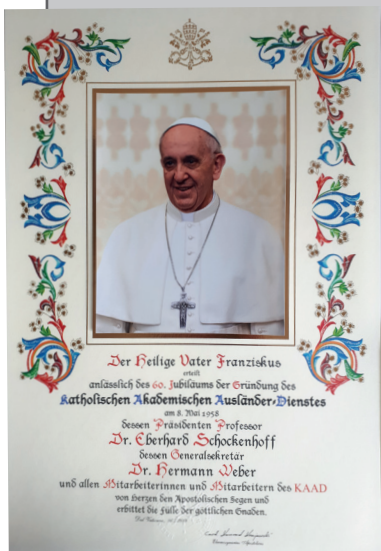 Der Heilige Vater Franziskus
erteilt
anlässlich des 60. Jubiläums der Gründung des
Katholischen Akademischen Ausländer-Dienstes
am 8. Mai 1958
dessen Präsidenten Professor
Dr. Eberhard Schockenhoff
dessen Generalsekretär
Dr. Hermann Weber
und allen Mitarbeiterinnen und Mitarbeitern des KAAD
von Herzen den Apostolischen Segen und
erbittet die Fülle der göttlichen Gnaden.